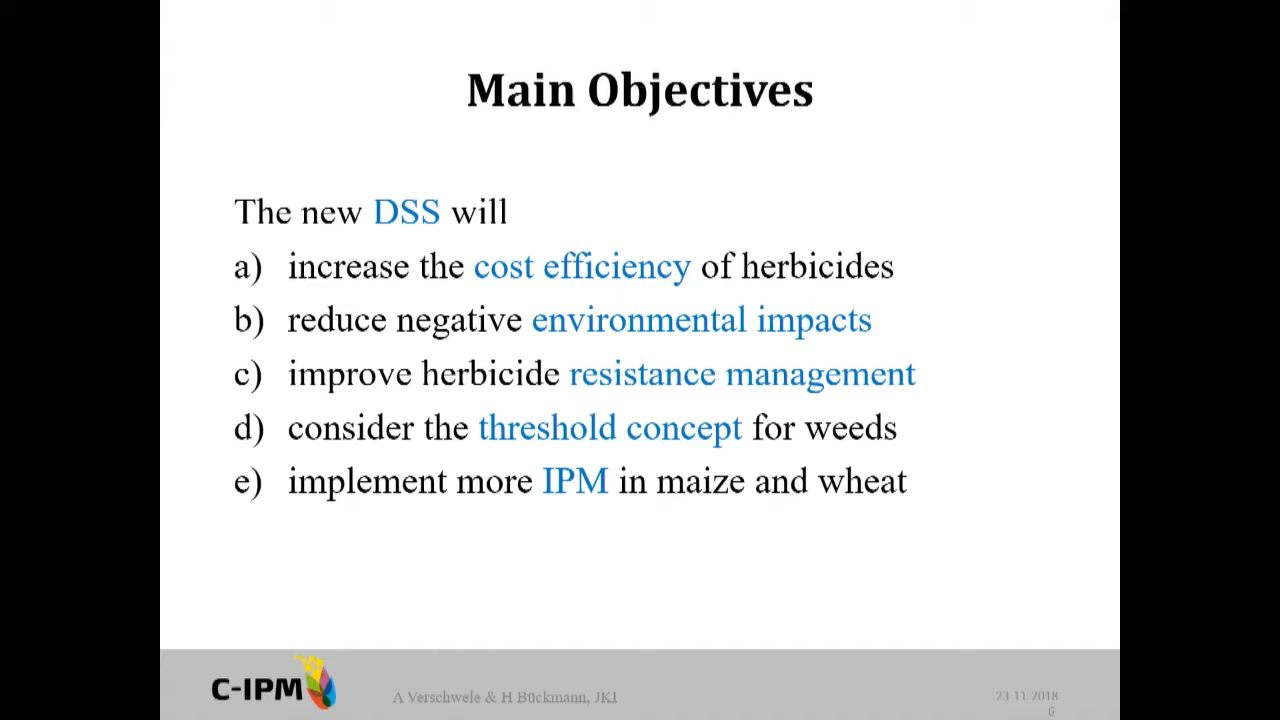 Main Objectives
The new DSS will
a) increase the cost efficiency of herbicides
b) reduce negative environmental impacts
c) improve herbicide resistance management
d) consider the threshold concept for weeds
e) implement more IPM in maize and wheat
C-IPM
A Verschwele & H Bückmann, JKI
23.11.2018
6